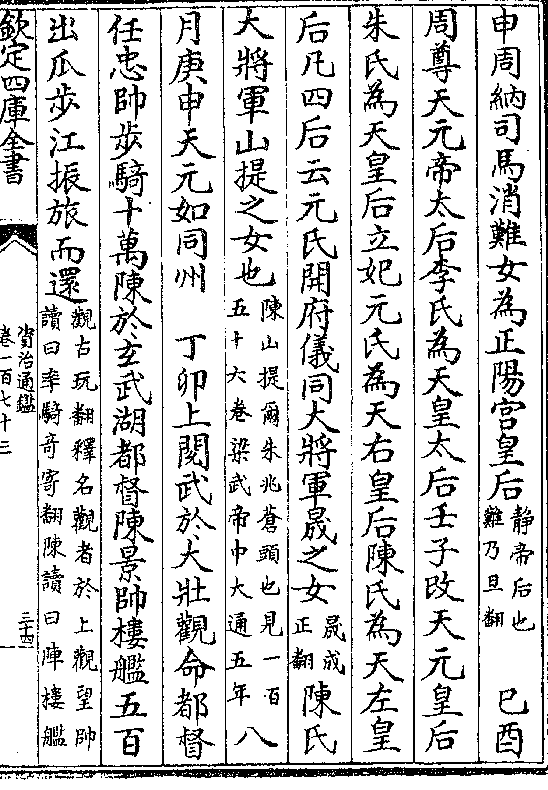 申周納司馬消難女為正陽宮皇后静帝后也難乃旦翻　己酉
周尊天元帝太后李氏為天皇太后壬子改天元皇后
朱氏為天皇后立妃元氏為天右皇后陳氏為天左皇
后凡四后云元氏開府儀同大將軍晟之女晟成正翻陳氏
大將軍山提之女也陳山提爾朱兆蒼頭也見一百五十六卷梁武帝中大通五年八
月庚申天元如同州　丁卯上閱武於大壯觀命都督
任忠帥步騎十萬陳於玄武湖都督陳景帥樓艦五百
出瓜步江振旅而還觀古玩翻釋名觀者於上觀望帥讀曰率騎奇寄翻陳讀曰陣樓艦
欽定四庫全書
資治通鑑
卷一百七十三
三十四